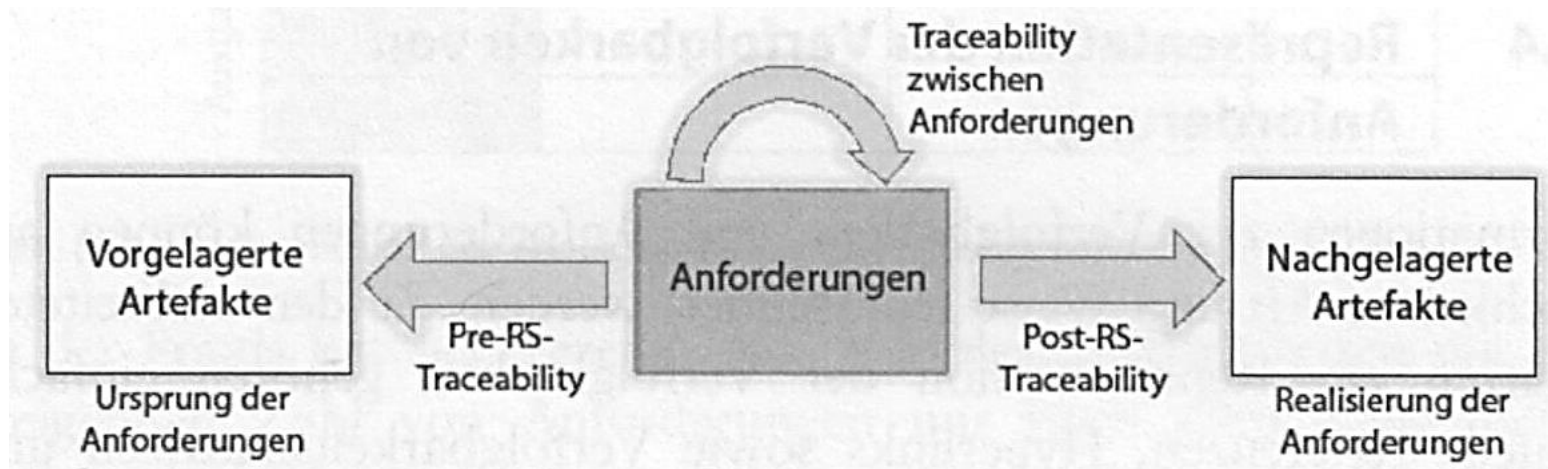 Traceability
zwischen
Anforderungen
Vorgelagerte
Artefakte
Anforderungen
Nachgelagerte
Artefakte
Pre-RS-
Traceability
Post-RS-
Traceability
Ursprung der
Anforderungen
Realisierung der
Anforderungen